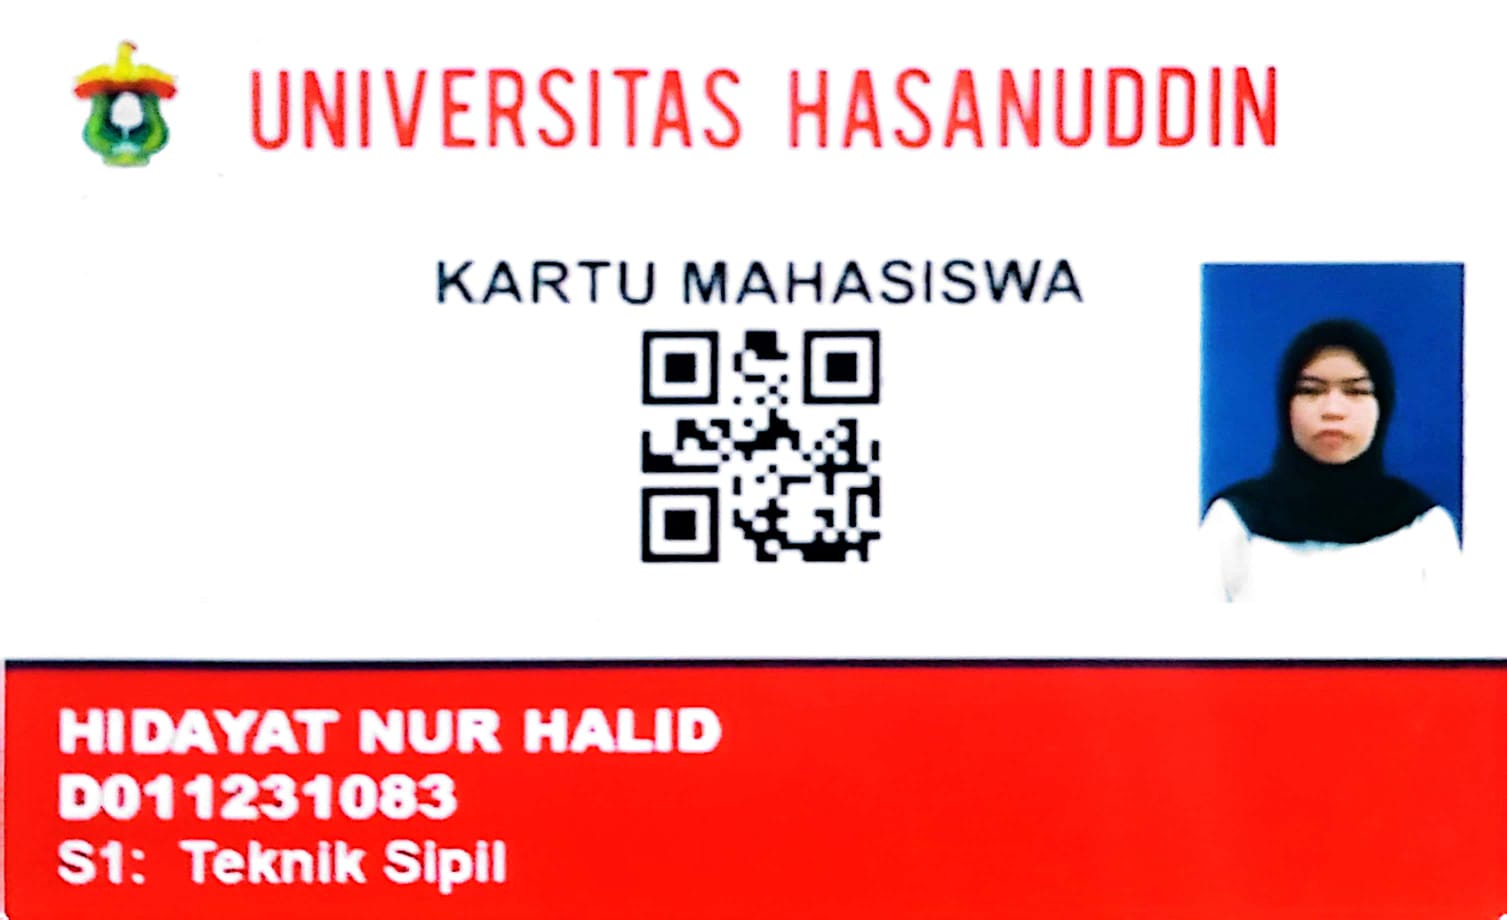 UNIVERSITAS HASANUDDIN
KARTU MAHASISWA
HIDAYAT NUR HALID
D011231083
S1: Teknik Sipil